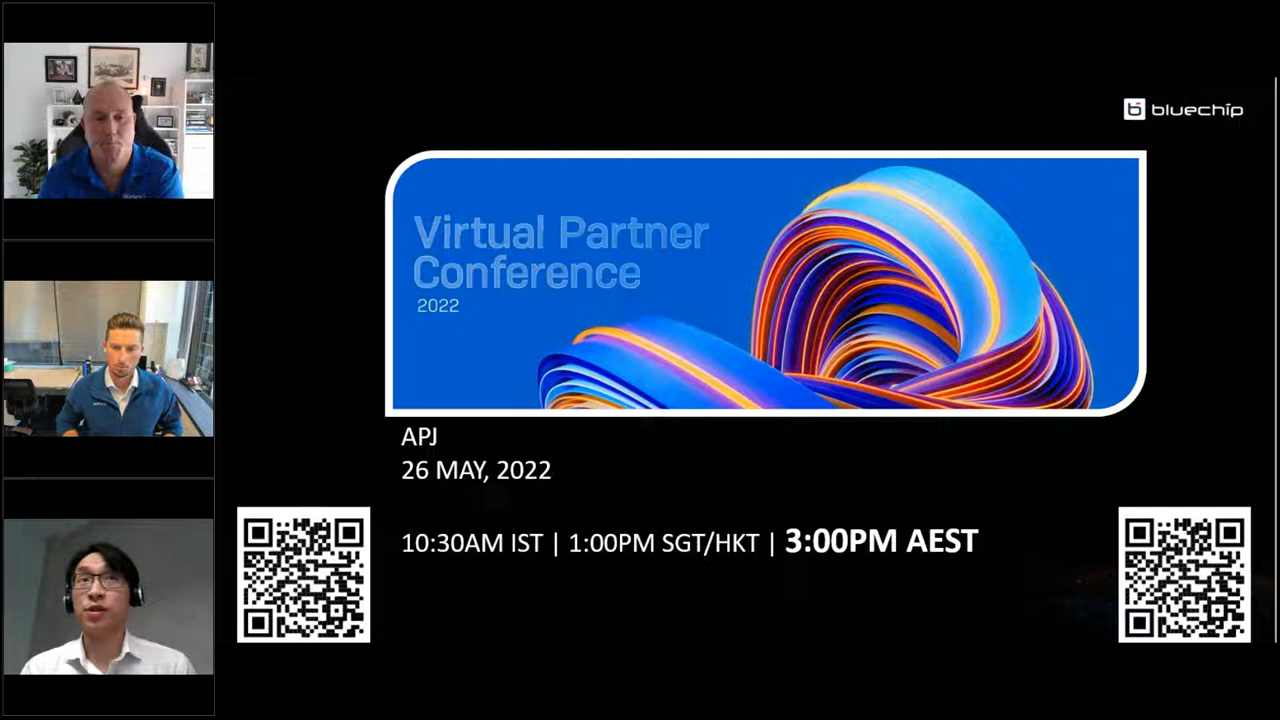 bluechip
Virtual Partner
Conference
2022
APJ
26 MAY, 2022
10:30AM IST | 1:00PM SGT/HKT | 3:00PM AEST